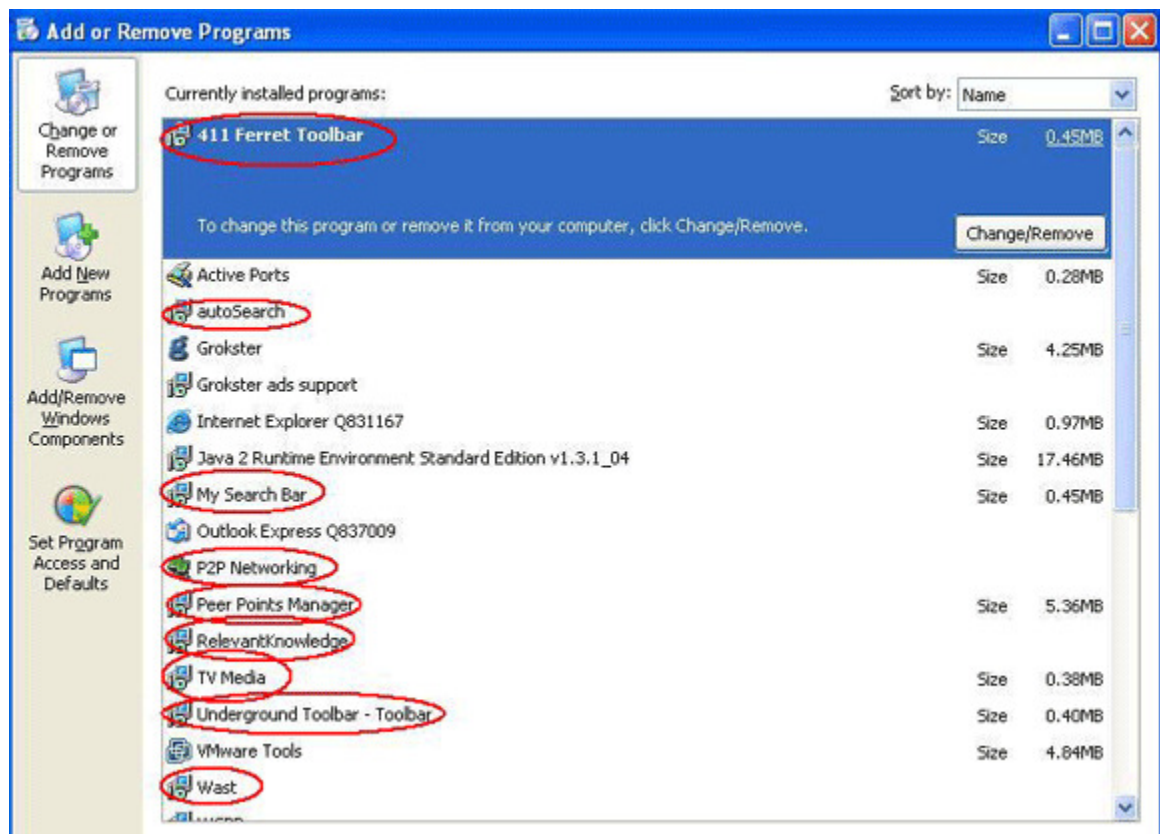 Add or Remove Programs
Currently installed programs:
Sort by: Name
Change or
Remove
Programs
411 Ferret Toolbar Size 0.45MB
To change this program or remove it from your computer, click Change/Remove.
Change/Remove
Add New
Programs
Active Ports Size 0.28MB
autoSearch
Grokster Size 4.25MB
Grokster ads support
Add/Remove
Windows
Components
Internet Explorer Q831167 Size 0.97MB
Java 2 Runtime Environment Standard Edition v1.3.1_04 Size 17.46MB
My Search Bar Size 0.45MB
Outlook Express Q837009
Set Program
Access and
Defaults
P2P Networking
Peer Points Manager Size 5.36MB
RelevantKnowledge
TV Media Size 0.38MB
Underground Toolbar - Toolbar Size 0.40MB
VMware Tools Size 4.84MB
Wast